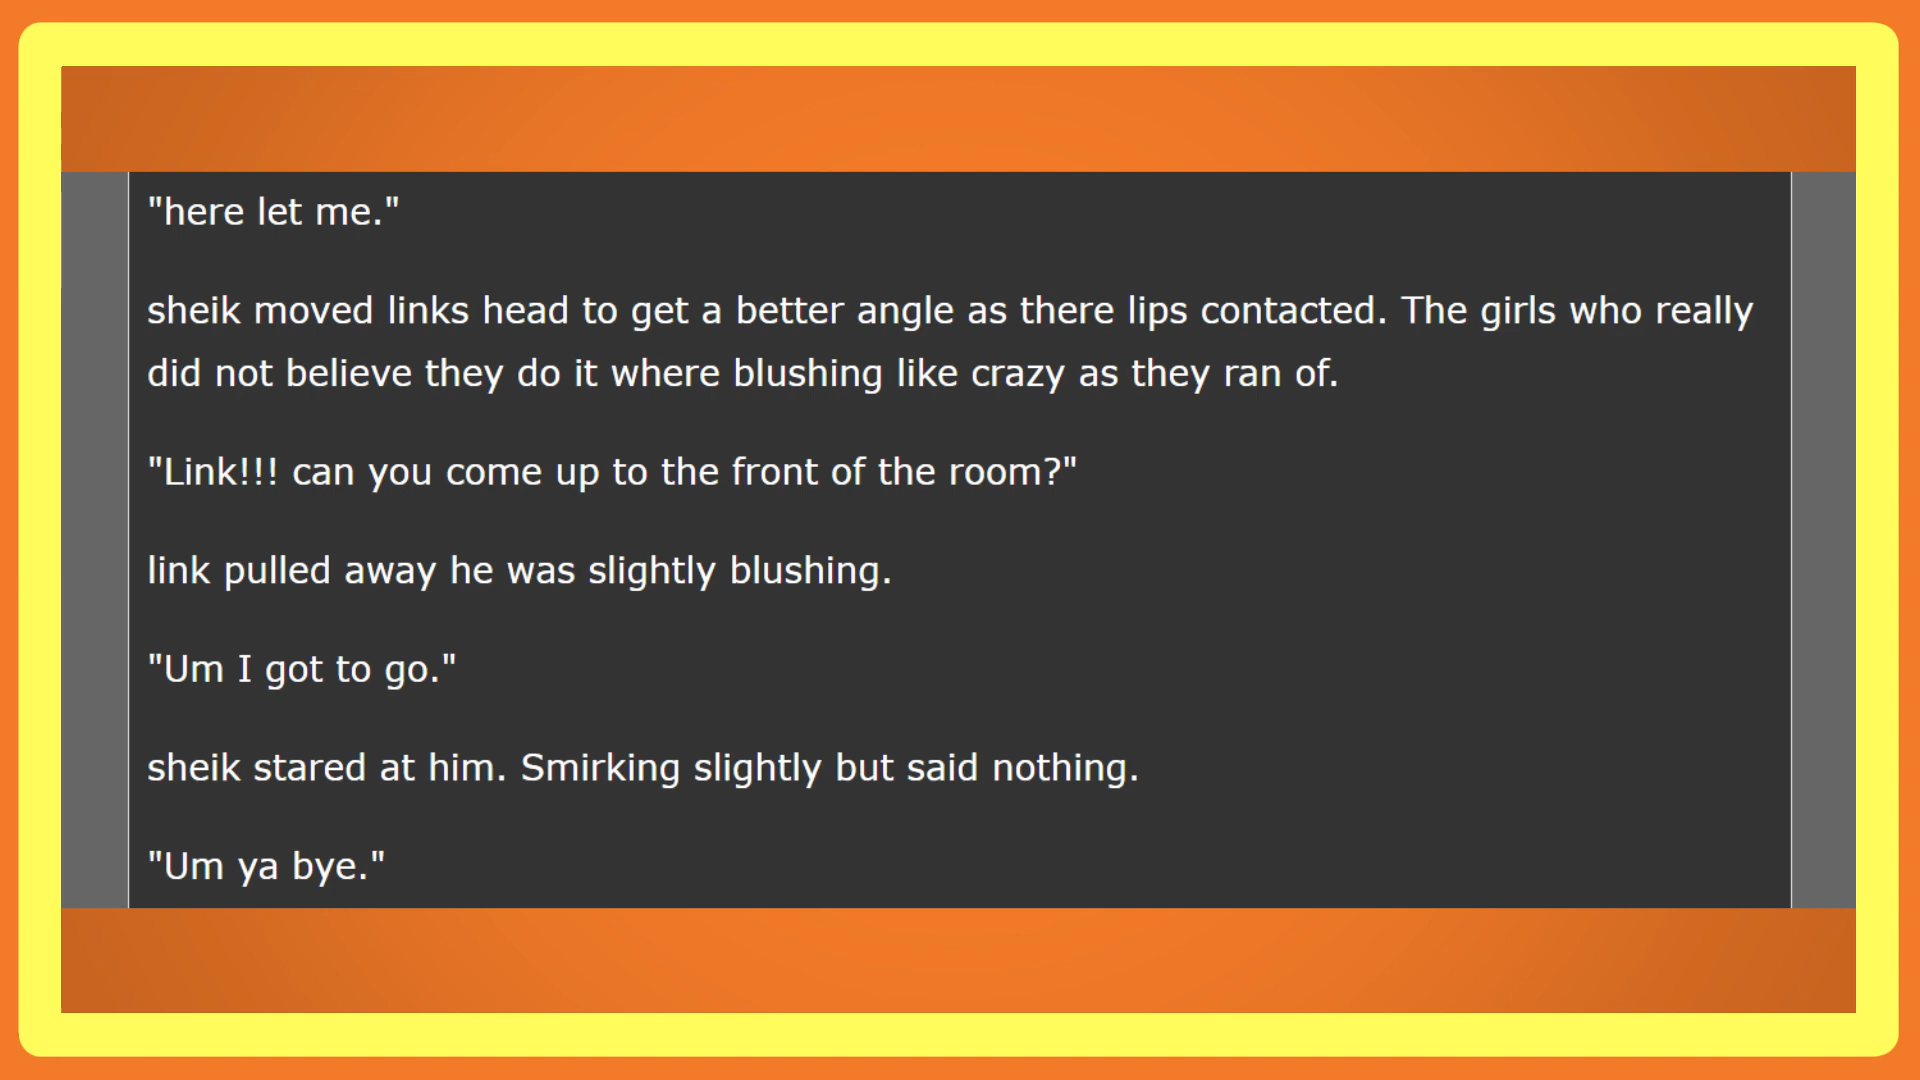 "here let me."
sheik moved links head to get a better angle as there lips contacted. The girls who really
did not believe they do it where blushing like crazy as they ran of.
"Link!!! can you come up to the front of the room?"
link pulled away he was slightly blushing.
"Um I got to go."
sheik stared at him. Smirking slightly but said nothing.
"Um ya bye."